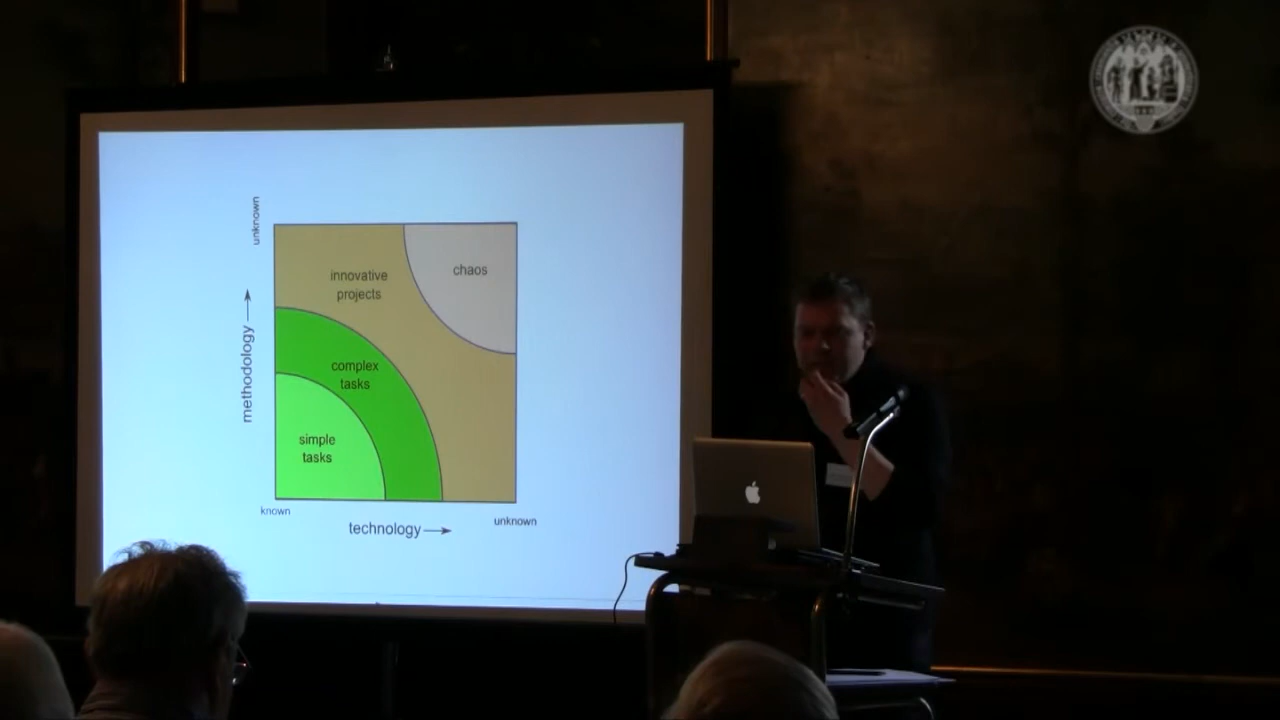 unknown
chaos
innovative
projects
methodology
complex
tasks
simple
tasks
known
technology
unknown